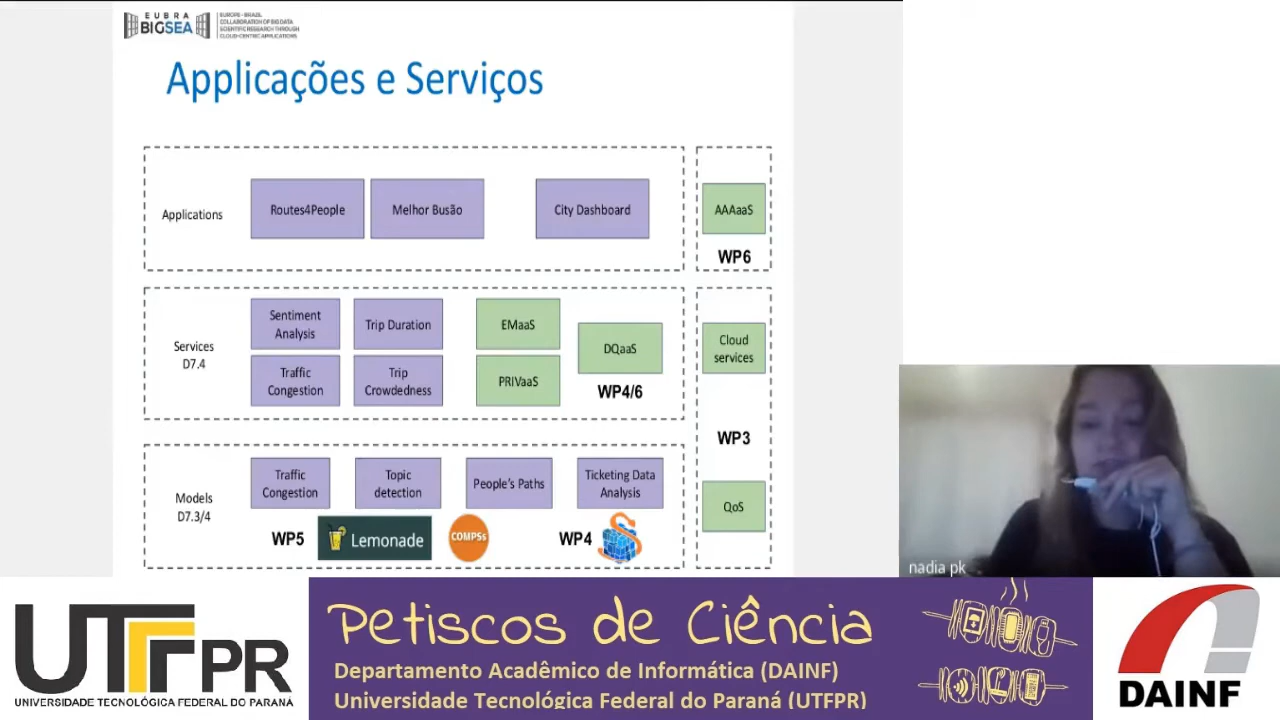 EUBRA
BIGSEA
EUROPE - BRAZIL
COLLABORATION OF BIG DATA
SCIENTIFIC RESEARCH THROUGH
CLOUD-CENTRIC APPLICATIONS
Applicações e Serviços
Applications
Routes4People
Melhor Busão
City Dashboard
AAAaaS
WP6
Services
D7.4
Sentiment
Analysis
Trip Duration
EMaaS
DQaaS
Cloud
services
Traffic
Congestion
Trip
Crowdedness
PRIVaaS
WP4/6
WP3
Models
D7.3/4
Traffic
Congestion
Topic
detection
People's Paths
Ticketing Data
Analysis
QoS
WP5
Lemonade
COMPSs
WP4
nadia pk
UTFPR
UNIVERSIDADE TECNOLÓGICA FEDERAL DO PARANÁ
Petiscos de Ciência
Departamento Acadêmico de Informática (DAINF)
Universidade Tecnológica Federal do Paraná (UTFPR)
DAINF